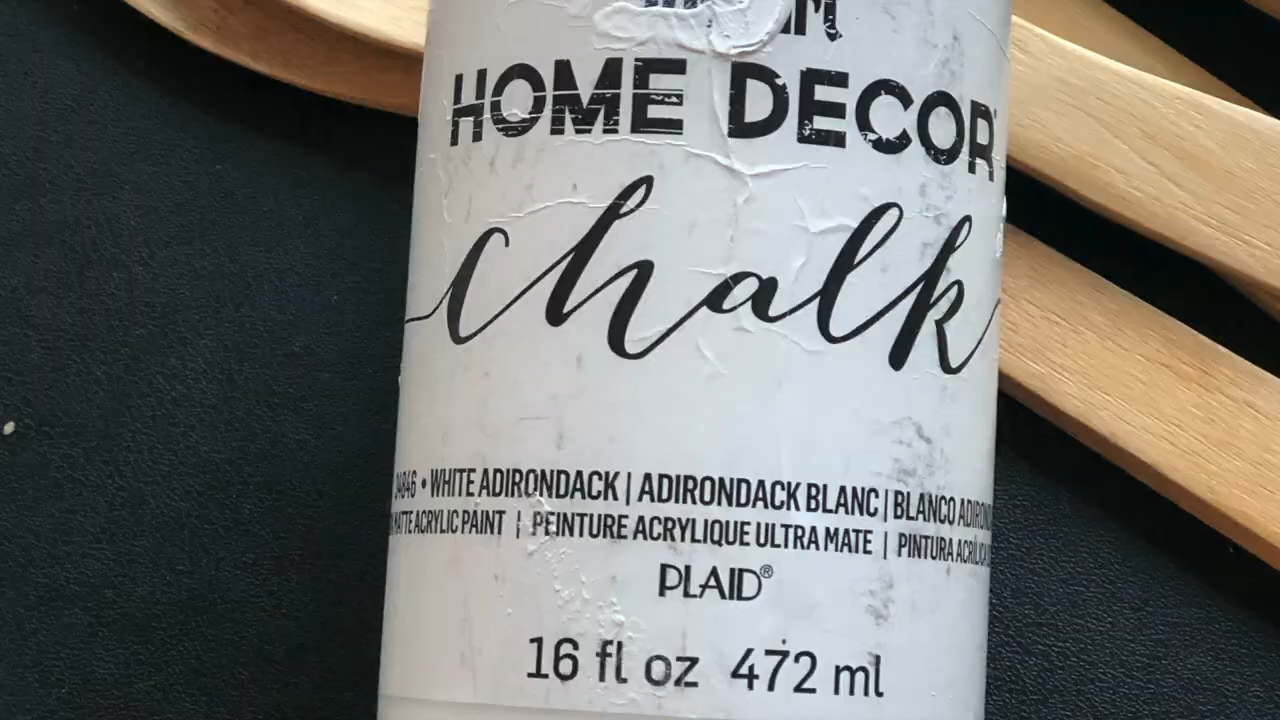 HOME DECOR
chalk
• WHITE ADIRONDACK | ADIRONDACK BLANC | BLANCO
MATTE ACRYLIC PAINT | PEINTURE ACRYLIQUE ULTRA MATE | PINTURA
PLAID®
16 fl oz 472 ml